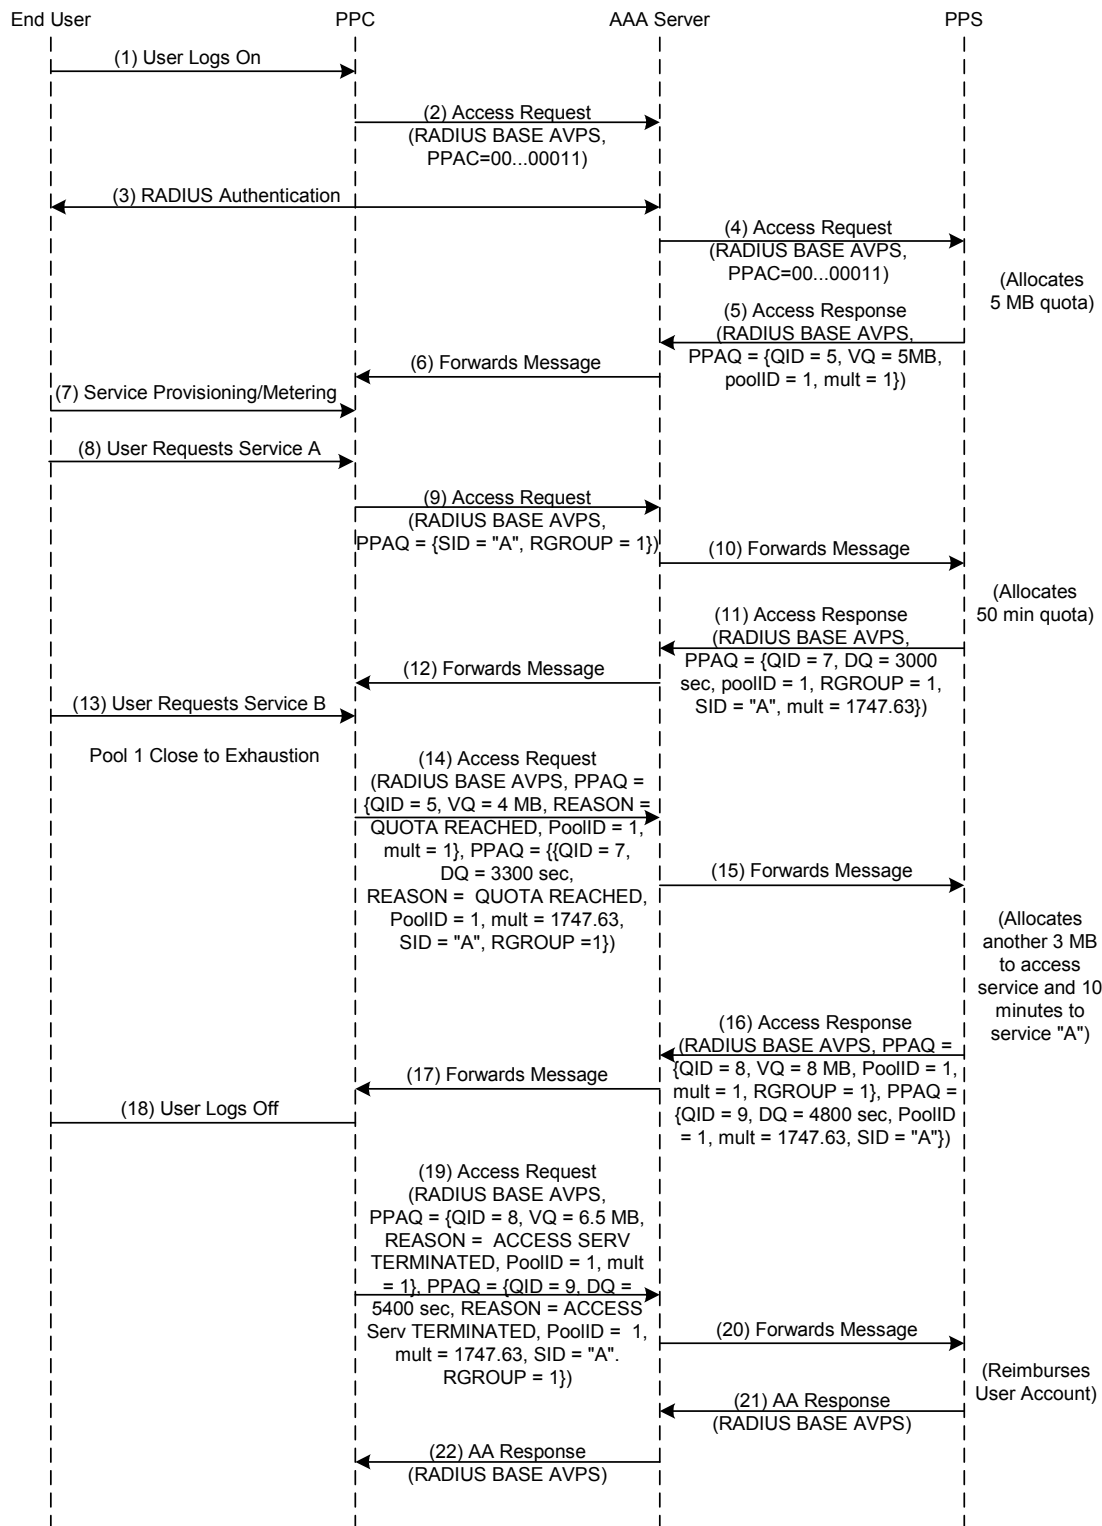 End User
PPC
AAA Server
PPS
(1) User Logs On
(2) Access Request
(RADIUS BASE AVPS,
PPAC=00...00011)
(3) RADIUS Authentication
(4) Access Request
(RADIUS BASE AVPS,
PPAC=00...00011)
(Allocates
5 MB quota)
(5) Access Response
(RADIUS BASE AVPS,
PPAQ = {QID = 5, VQ = 5MB,
poolID = 1, mult = 1})
(6) Forwards Message
(7) Service Provisioning/Metering
(8) User Requests Service A
(9) Access Request
(RADIUS BASE AVPS,
PPAQ = {SID = "A", RGROUP = 1})
(10) Forwards Message
(Allocates
50 min quota)
(11) Access Response
(RADIUS BASE AVPS,
PPAQ = {QID = 7, DQ = 3000
sec, poolID = 1, RGROUP = 1,
SID = "A", mult = 1747.63})
(12) Forwards Message
(13) User Requests Service B
Pool 1 Close to Exhaustion
(14) Access Request
(RADIUS BASE AVPS, PPAQ =
{QID = 5, VQ = 4 MB, REASON =
QUOTA REACHED, PoolID = 1,
mult = 1}, PPAQ = {{QID = 7,
DQ = 3300 sec,
REASON = QUOTA REACHED,
PoolID = 1, mult = 1747.63,
SID = "A", RGROUP =1})
(15) Forwards Message
(Allocates
another 3 MB
to access
service and 10
minutes to
service "A")
(16) Access Response
(RADIUS BASE AVPS, PPAQ =
{QID = 8, VQ = 8 MB, PoolID = 1,
mult = 1, RGROUP = 1}, PPAQ =
{QID = 9, DQ = 4800 sec, PoolID
= 1, mult = 1747.63, SID = "A"})
(17) Forwards Message
(18) User Logs Off
(19) Access Request
(RADIUS BASE AVPS,
PPAQ = {QID = 8, VQ = 6.5 MB,
REASON = ACCESS SERV
TERMINATED, PoolID = 1, mult
= 1}, PPAQ = {QID = 9, DQ =
5400 sec, REASON = ACCESS
Serv TERMINATED, PoolID = 1,
mult = 1747.63, SID = "A".
RGROUP = 1})
(20) Forwards Message
(Reimburses
User Account)
(21) AA Response
(RADIUS BASE AVPS)
(22) AA Response
(RADIUS BASE AVPS)